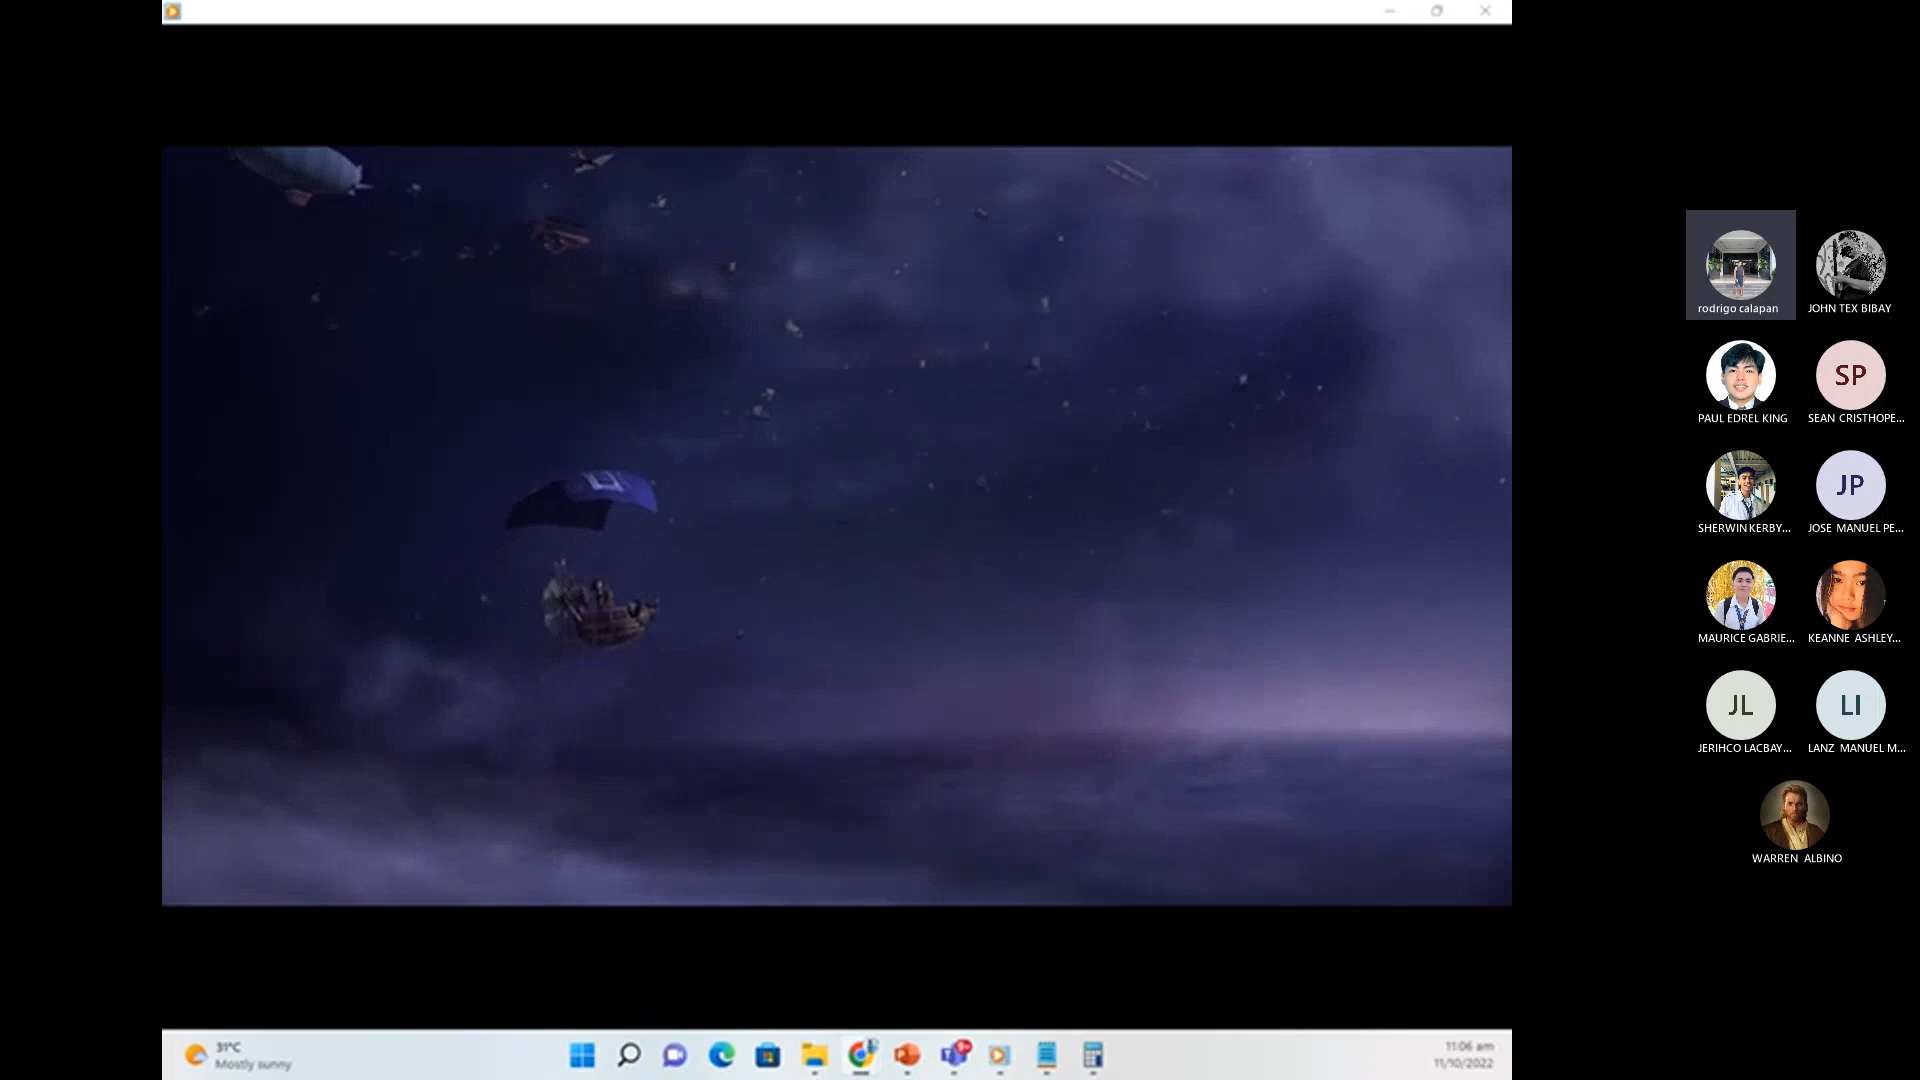 rodrigo calapan
JOHN TEX BIBAY
PAUL EDREL KING
SP
SEAN CRISTHOPE...
SHERWIN KERBY...
JP
JOSE MANUEL PE...
MAURICE GABRIE...
KEANNE ASHLEY...
JL
JERIHCO LACBAY...
LI
LANZ MANUEL M...
WARREN ALBINO
31°C
Mostly sunny
9+
11:06 am
11/10/2022